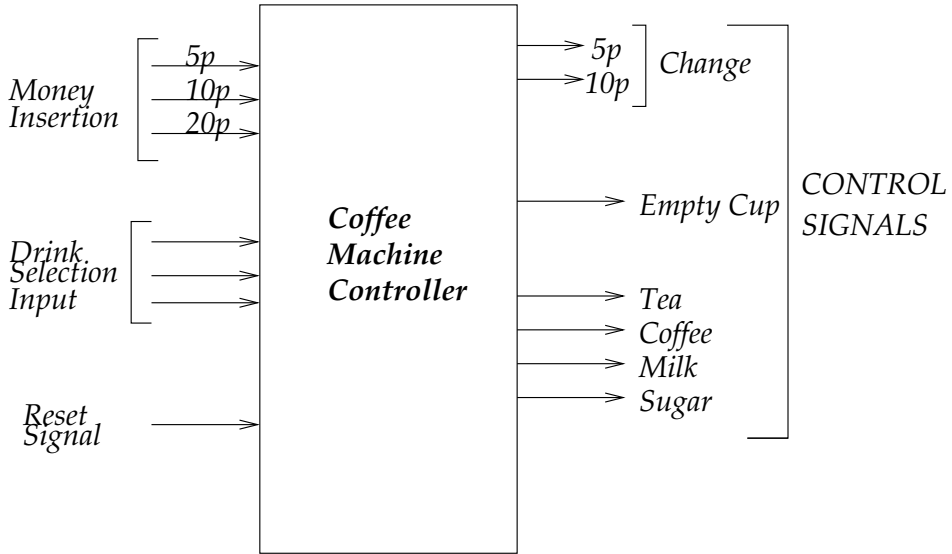 5p
10p
20p
Money
Insertion
Drink
Selection
Input
Reset
Signal
Coffee
Machine
Controller
5p
10p
Change
Empty Cup
Tea
Coffee
Milk
Sugar
CONTROL
SIGNALS